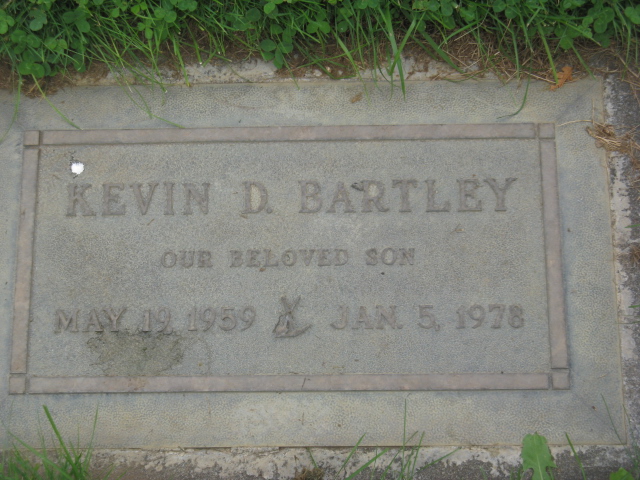 KEVIN D. BARTLEY
OUR BELOVED SON
MAY 19, 1959 JAN. 5, 1978